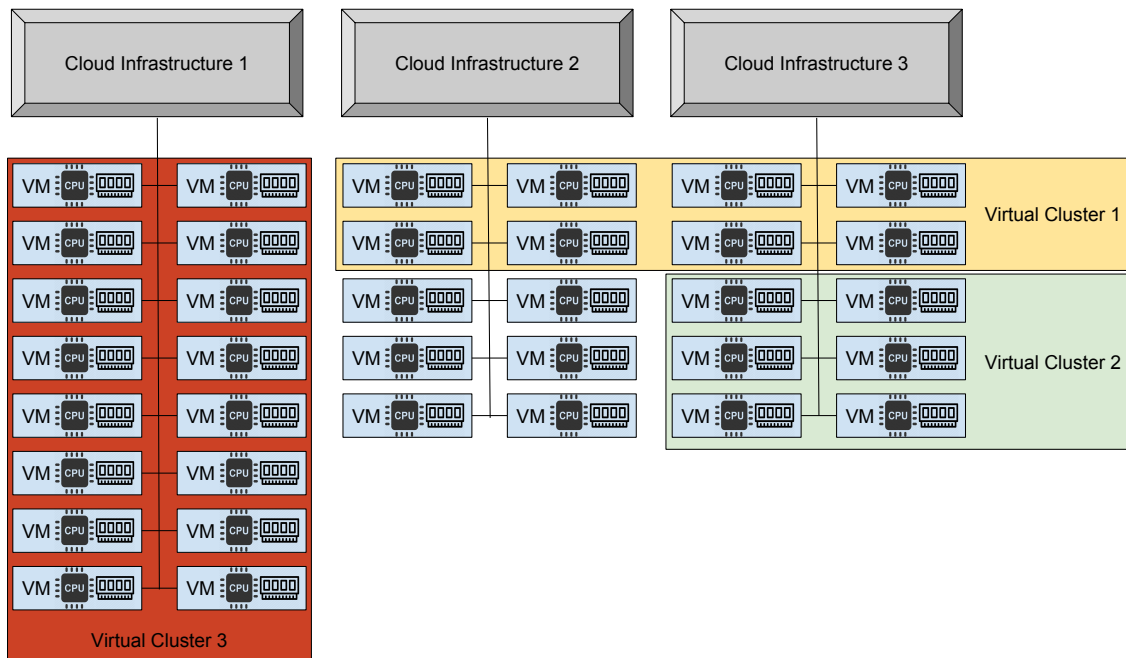 Cloud Infrastructure 1
Cloud Infrastructure 2
Cloud Infrastructure 3
VM CPU VM CPU VM CPU VM CPU VM CPU VM CPU
Virtual Cluster 1
VM CPU VM CPU VM CPU VM CPU VM CPU VM CPU
VM CPU VM CPU VM CPU VM CPU VM CPU VM CPU
VM CPU VM CPU VM CPU VM CPU VM CPU VM CPU
Virtual Cluster 2
VM CPU VM CPU VM CPU VM CPU VM CPU VM CPU
VM CPU VM CPU
VM CPU VM CPU
VM CPU VM CPU
Virtual Cluster 3